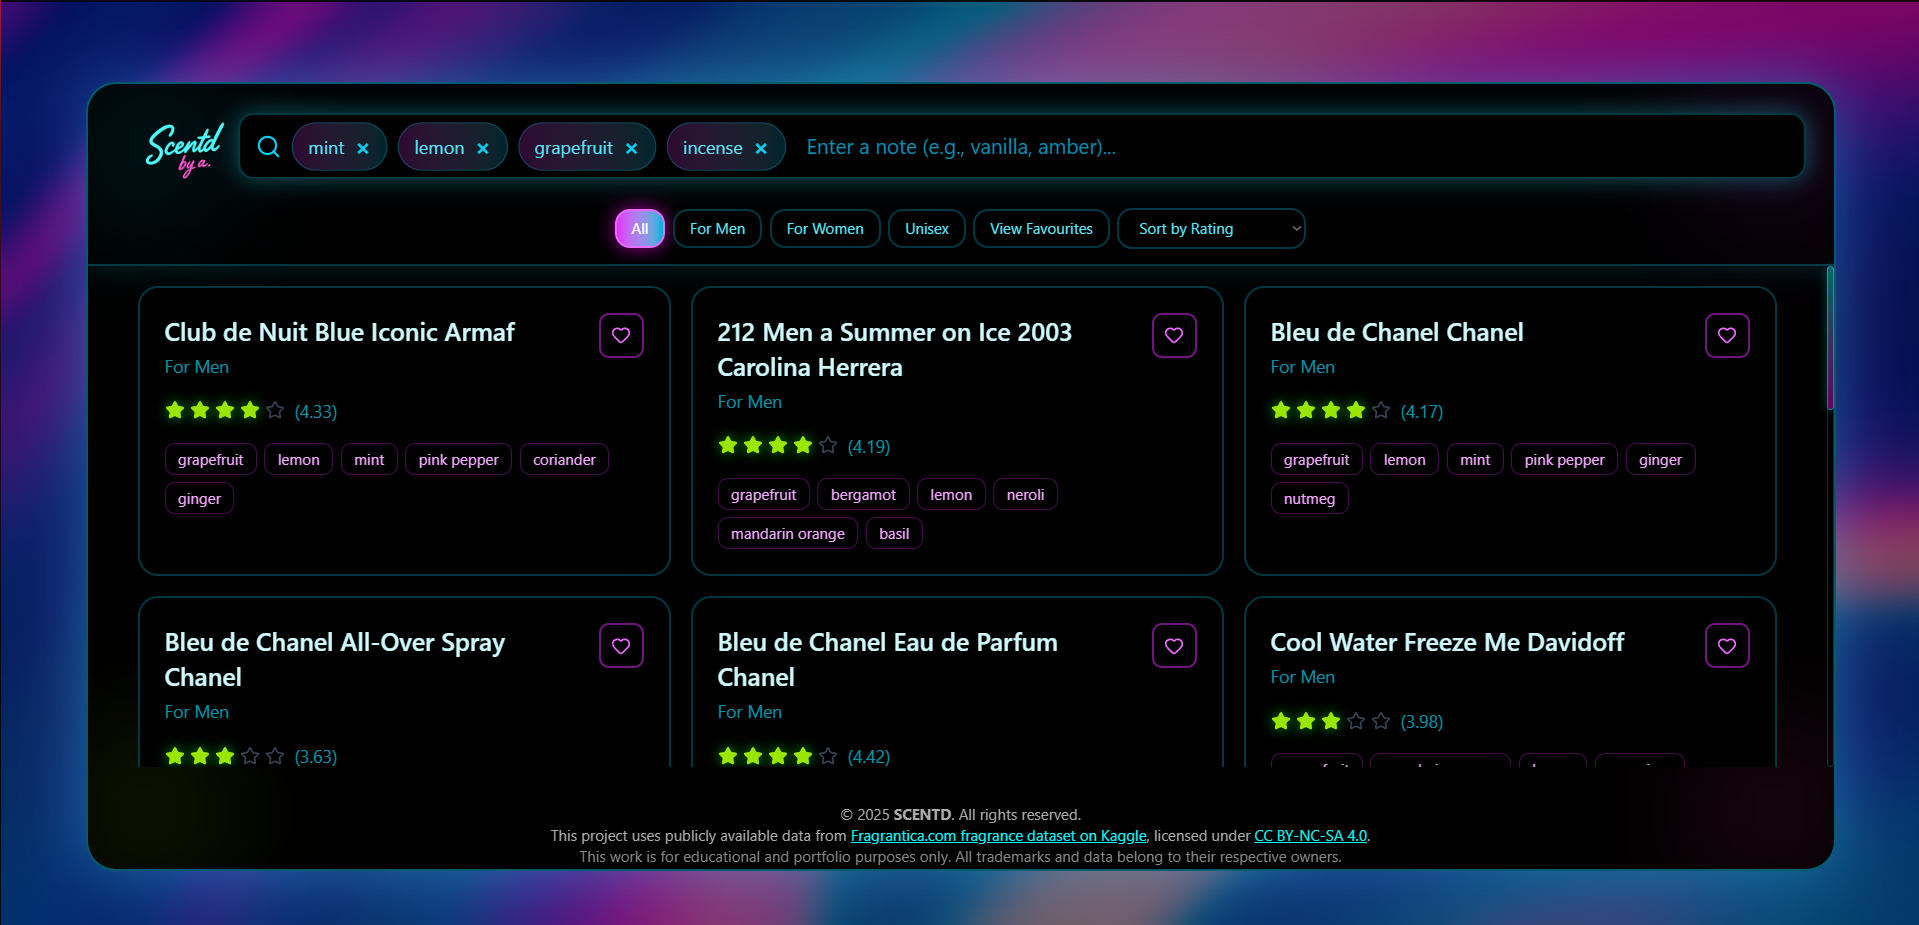 Scentd
by a.
mint × lemon × grapefruit × incense × Enter a note (e.g., vanilla, amber)...
All For Men For Women Unisex View Favourites Sort by Rating
Club de Nuit Blue Iconic Armaf
For Men
(4.33)
grapefruit lemon mint pink pepper coriander
ginger
212 Men a Summer on Ice 2003
Carolina Herrera
For Men
(4.19)
grapefruit bergamot lemon neroli
mandarin orange basil
Bleu de Chanel Chanel
For Men
(4.17)
grapefruit lemon mint pink pepper ginger
nutmeg
Bleu de Chanel All-Over Spray
Chanel
For Men
(3.63)
Bleu de Chanel Eau de Parfum
Chanel
For Men
(4.42)
Cool Water Freeze Me Davidoff
For Men
(3.98)
© 2025 SCENTD. All rights reserved.
This project uses publicly available data from Fragrantica.com fragrance dataset on Kaggle, licensed under CC BY-NC-SA 4.0.
This work is for educational and portfolio purposes only. All trademarks and data belong to their respective owners.